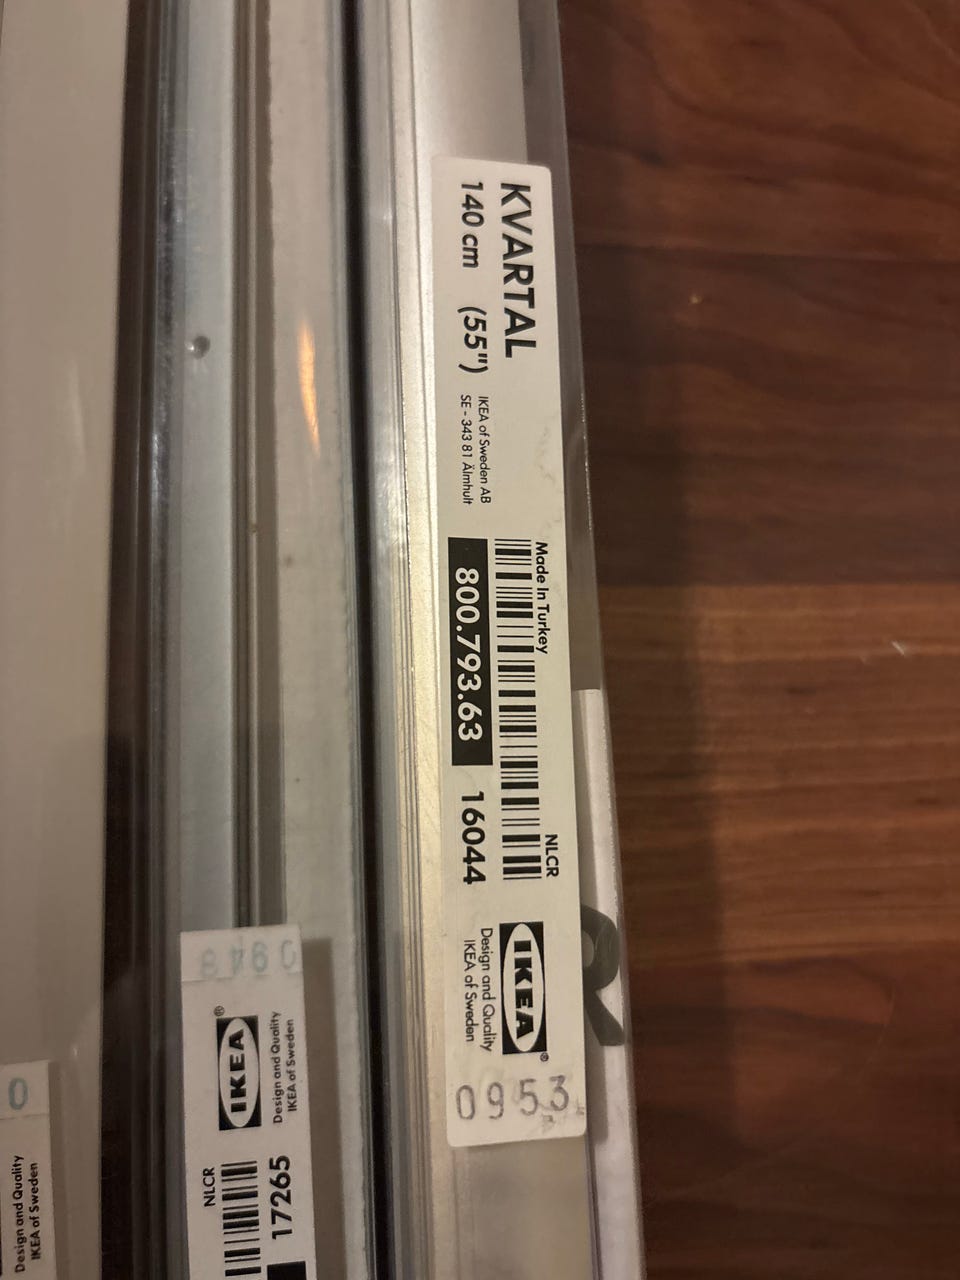 KVARTAL
140 cm (55")
IKEA of Sweden AB
SE - 343 81 Älmhult
Made In Turkey
NLCR
800.793.63 16044
IKEA®
Design and Quality
IKEA of Sweden
0953
R
IKEA®
Design and Quality
IKEA of Sweden
NLCR
17265
0
Design and Quality
IKEA of Sweden